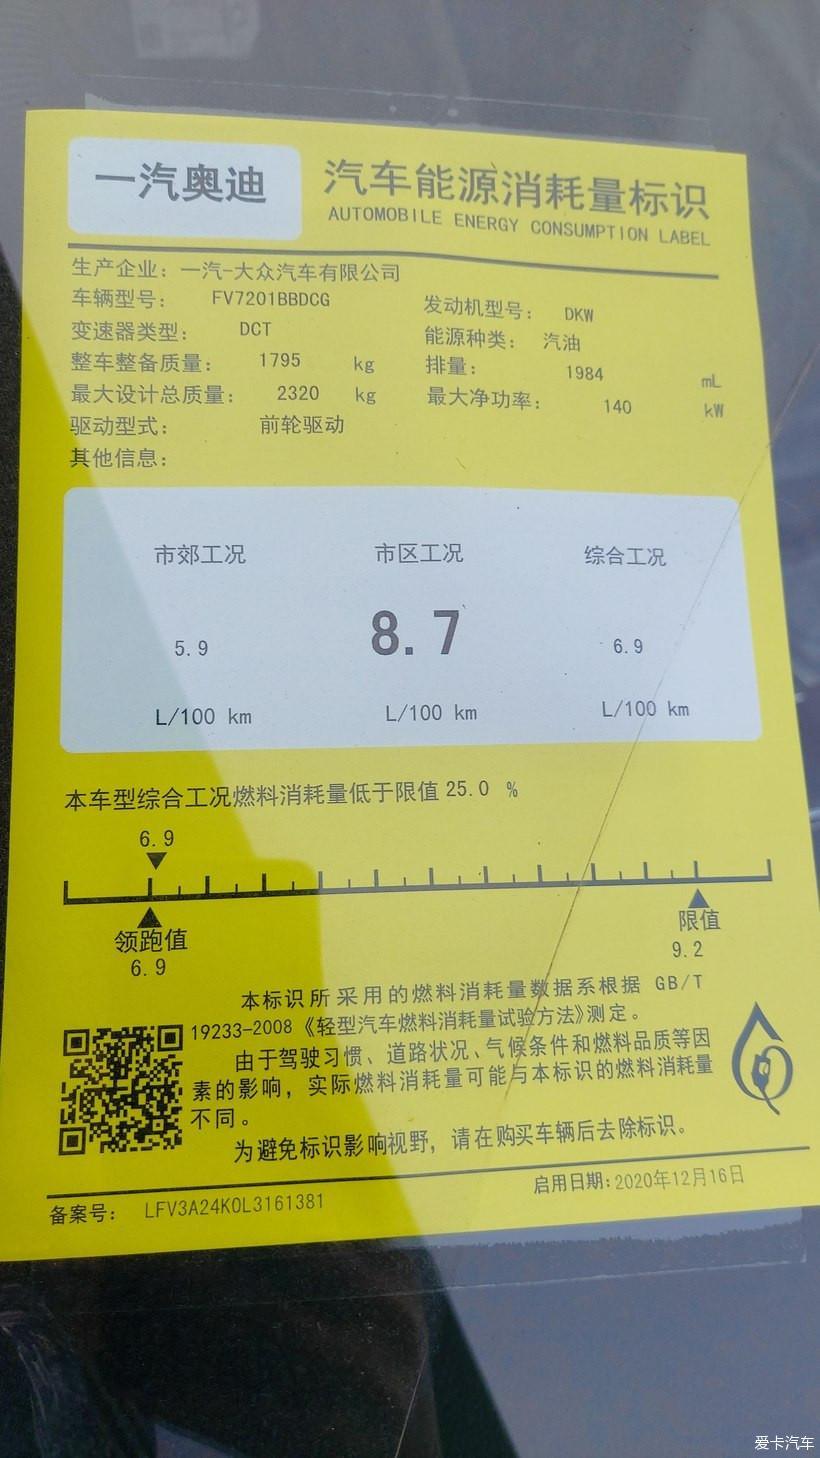 一汽奥迪
汽车能源消耗量标识
AUTOMOBILE ENERGY CONSUMPTION LABEL
生产企业：一汽-大众汽车有限公司
车辆型号： FV7201BBDCG 发动机型号： DKW
变速器类型： DCT 能源种类： 汽油
整车整备质量： 1795 kg 排量： 1984 mL
最大设计总质量： 2320 kg 最大净功率： 140 kW
驱动型式： 前轮驱动
其他信息：
市郊工况 市区工况 综合工况
5.9 8.7 6.9
L/100 km L/100 km L/100 km
本车型综合工况燃料消耗量低于限值 25.0 %
6.9
领跑值 限值
6.9 9.2
本标识所采用的燃料消耗量数据系根据 GB/T
19233-2008《轻型汽车燃料消耗量试验方法》测定。
由于驾驶习惯、道路状况、气候条件和燃料品质等因
素的影响，实际燃料消耗量可能与本标识的燃料消耗量
不同。
为避免标识影响视野，请在购买车辆后去除标识。
备案号： LFV3A24K0L3161381 启用日期：2020年12月16日
爱卡汽车